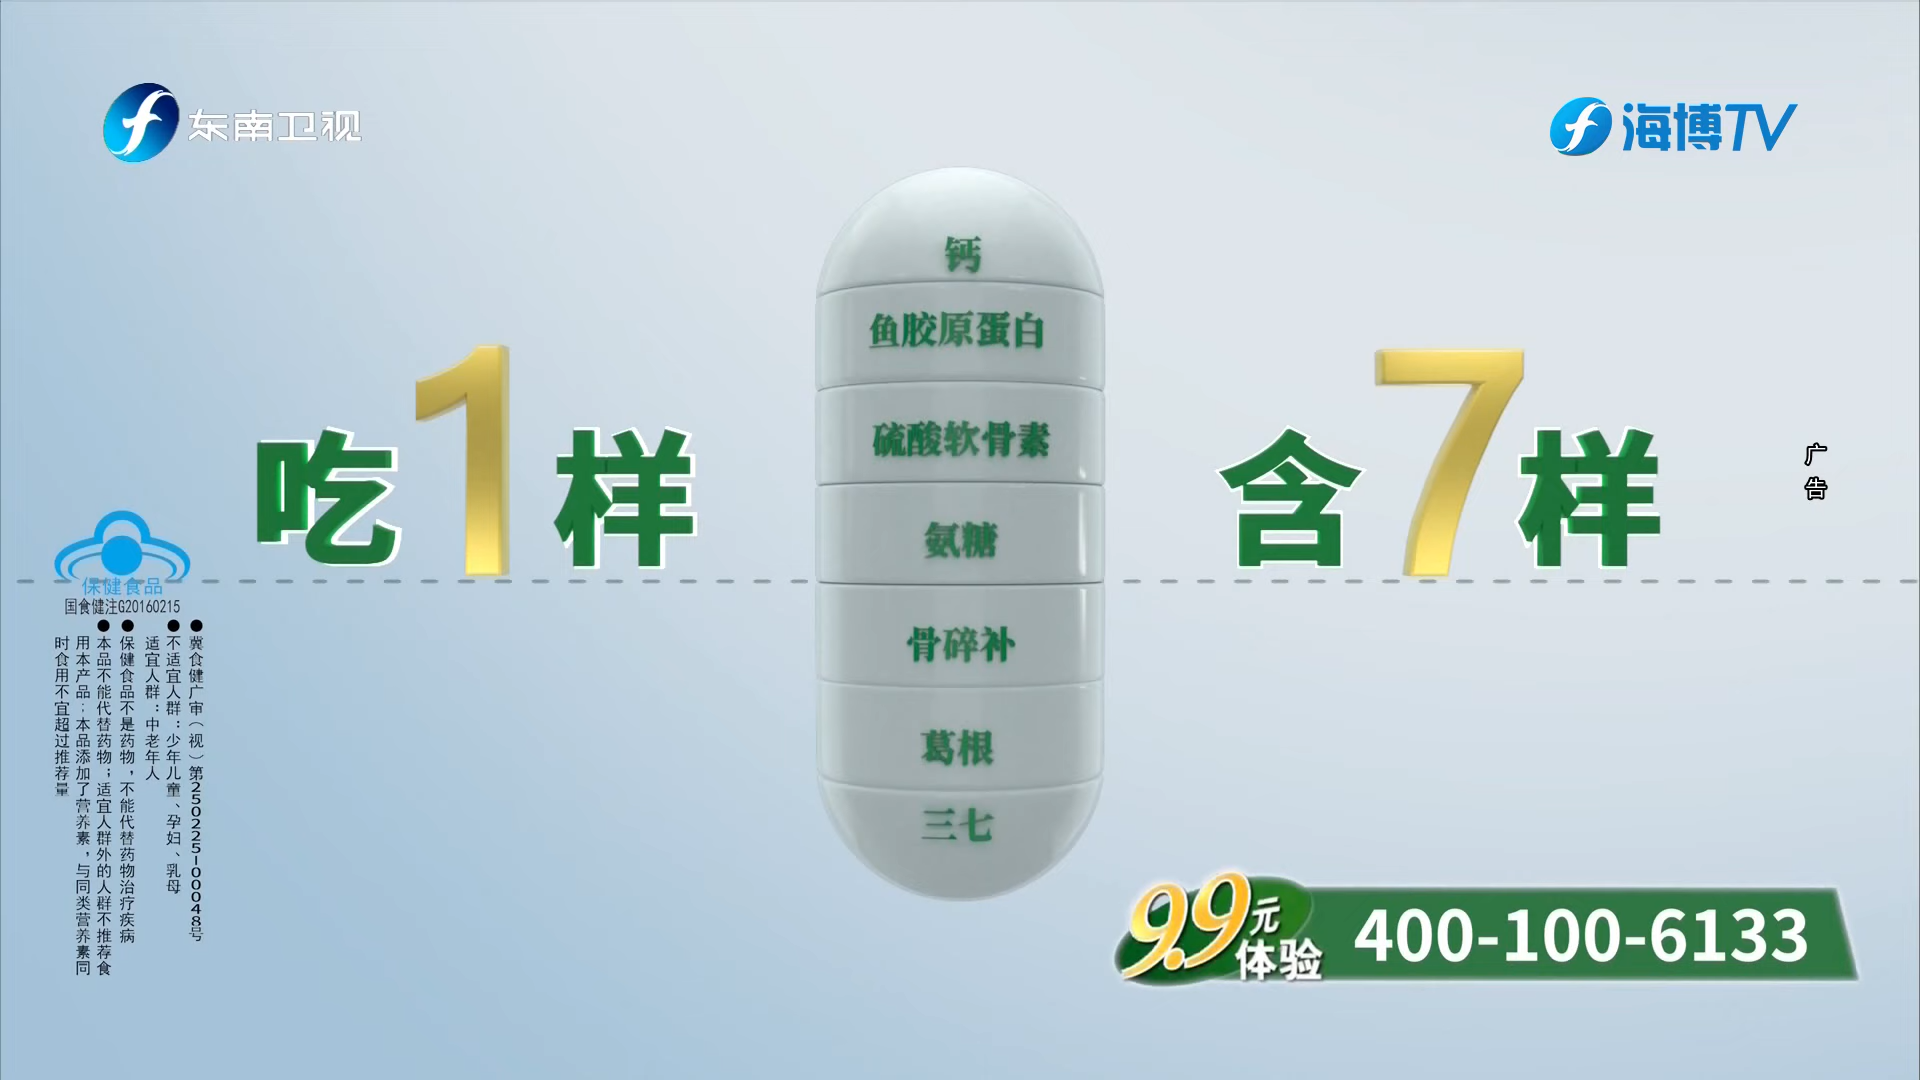 东南卫视
海博TV
钙
鱼胶原蛋白
硫酸软骨素
氨糖
骨碎补
葛根
三七
吃1样
含7样
广告
保健食品
国食健注G20160215
●冀食健广审(视)第250225-00048号
●不适宜人群:少年儿童、孕妇、乳母
适宜人群:中老年人
●保健食品不是药物,不能代替药物治疗疾病
●本品不能代替药物;适宜人群外的人群不推荐食
用本产品;本品添加了营养素,与同类营养素同
时食用不宜超过推荐量
9.9元体验
400-100-6133